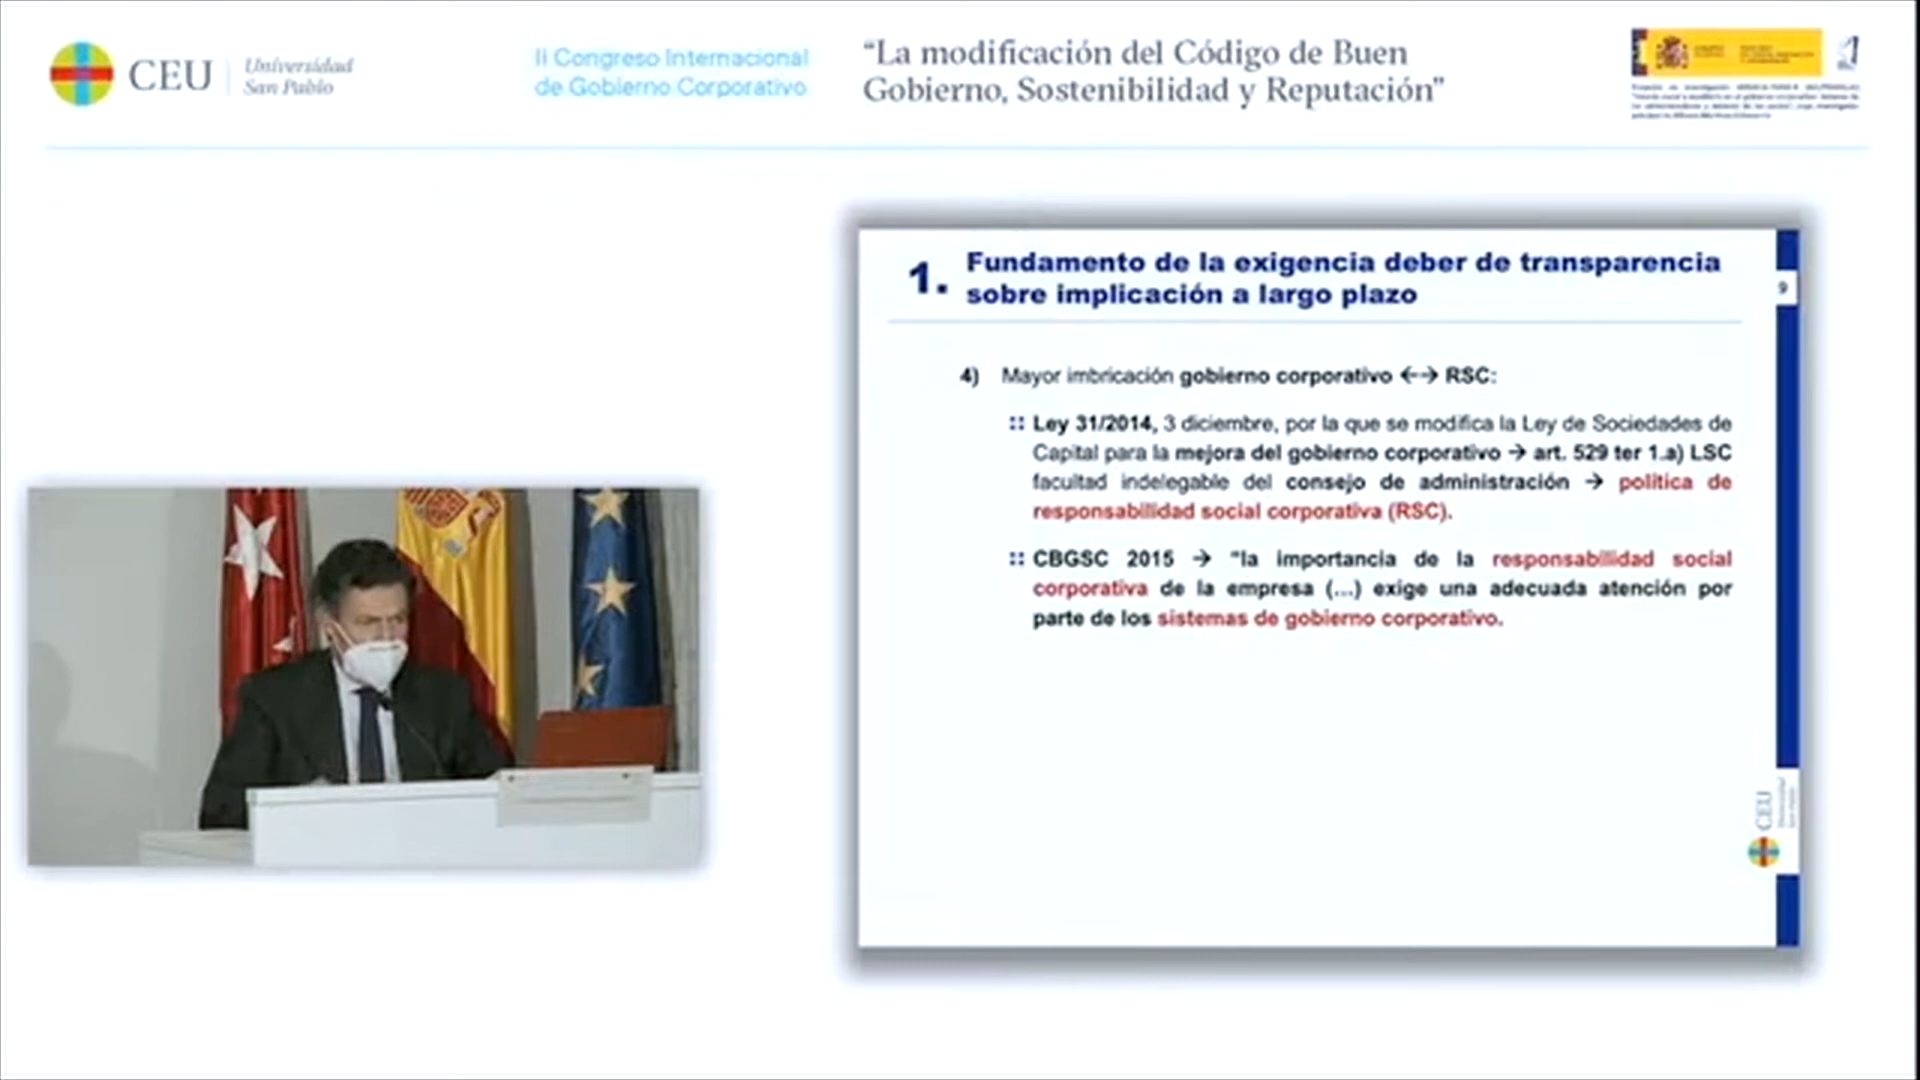 CEU
Universidad
San Pablo
II Congreso Internacional
de Gobierno Corporativo
“La modificación del Código de Buen
Gobierno, Sostenibilidad y Reputación”
1. Fundamento de la exigencia deber de transparencia
sobre implicación a largo plazo
9
4) Mayor imbricación gobierno corporativo ←→ RSC:
Ley 31/2014, 3 diciembre, por la que se modifica la Ley de Sociedades de
Capital para la mejora del gobierno corporativo → art. 529 ter 1.a) LSC
facultad indelegable del consejo de administración → política de
responsabilidad social corporativa (RSC).
CBGSC 2015 → "la importancia de la responsabilidad social
corporativa de la empresa (...) exige una adecuada atención por
parte de los sistemas de gobierno corporativo.
CEU